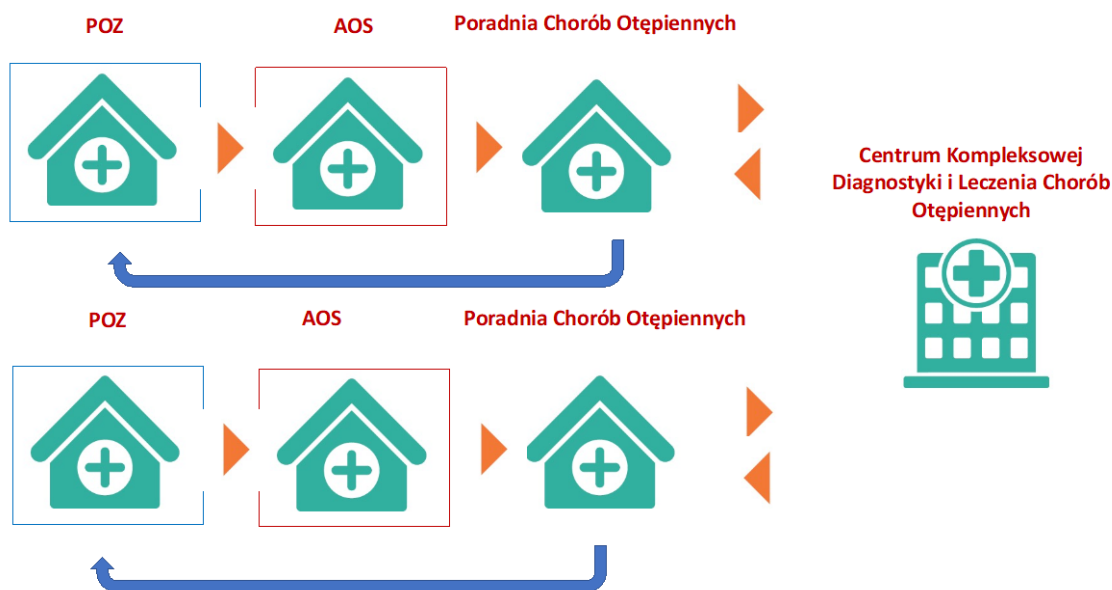 POZ
AOS
Poradnia Chorób Otępiennych
Centrum Kompleksowej
Diagnostyki i Leczenia Chorób
Otępiennych
POZ
AOS
Poradnia Chorób Otępiennych